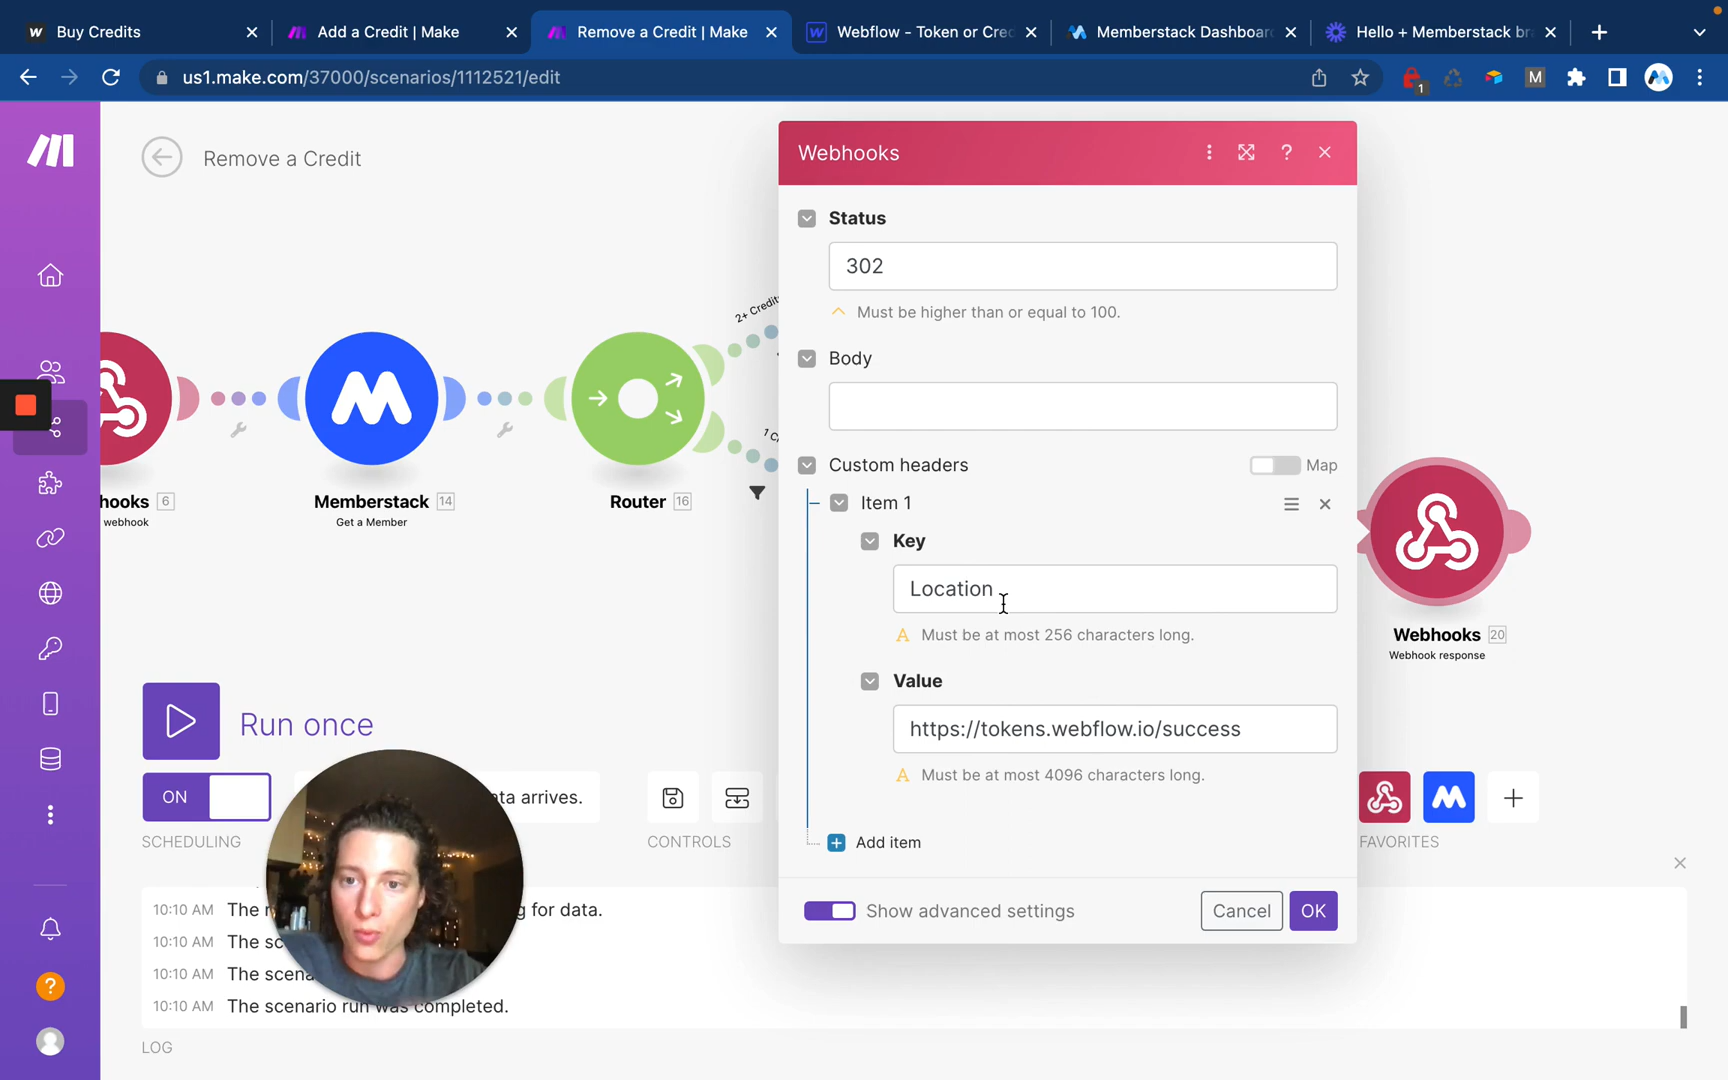 Buy Credits
Add a Credit | Make
Remove a Credit | Make
Webflow - Token or Cred
Memberstack Dashboard
Hello + Memberstack br
us1.make.com/37000/scenarios/1112521/edit
1
M
Remove a Credit
Webhooks
Status
302
Must be higher than or equal to 100.
Body
Custom headers
Map
Item 1
Key
Location
Must be at most 256 characters long.
Value
https://tokens.webflow.io/success
Must be at most 4096 characters long.
Add item
Show advanced settings
Cancel
OK
2+ Credits
1 C
hooks 6
webhook
Memberstack 14
Get a Member
Router 16
Webhooks 20
Webhook response
Run once
ON
ata arrives.
SCHEDULING
CONTROLS
FAVORITES
10:10 AM The r g for data.
10:10 AM The sc
10:10 AM The scena
10:10 AM The scenario run was completed.
LOG